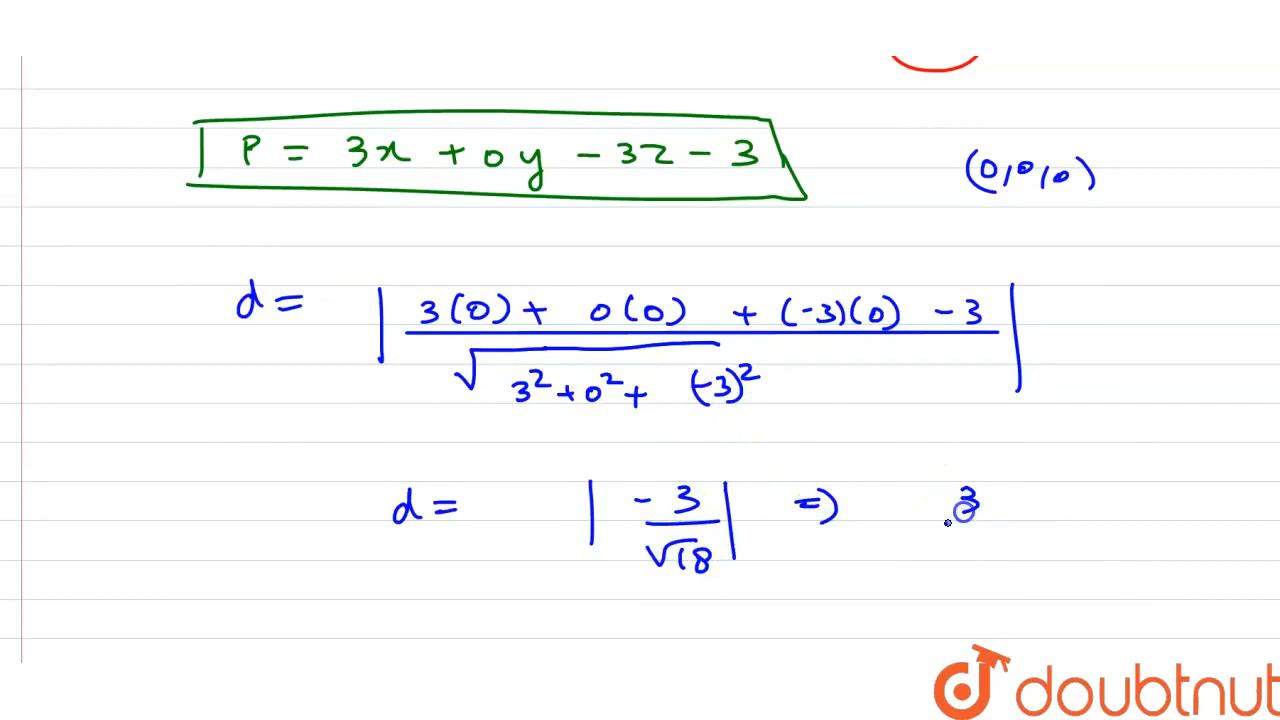 P = 3x + 0y - 3z - 3
(0,0,0)
d = | 3(0) + 0(0) + (-3)(0) - 3 |
√3² + 0² + (-3)²
d = | -3 / √18 | => 3
doubtnut